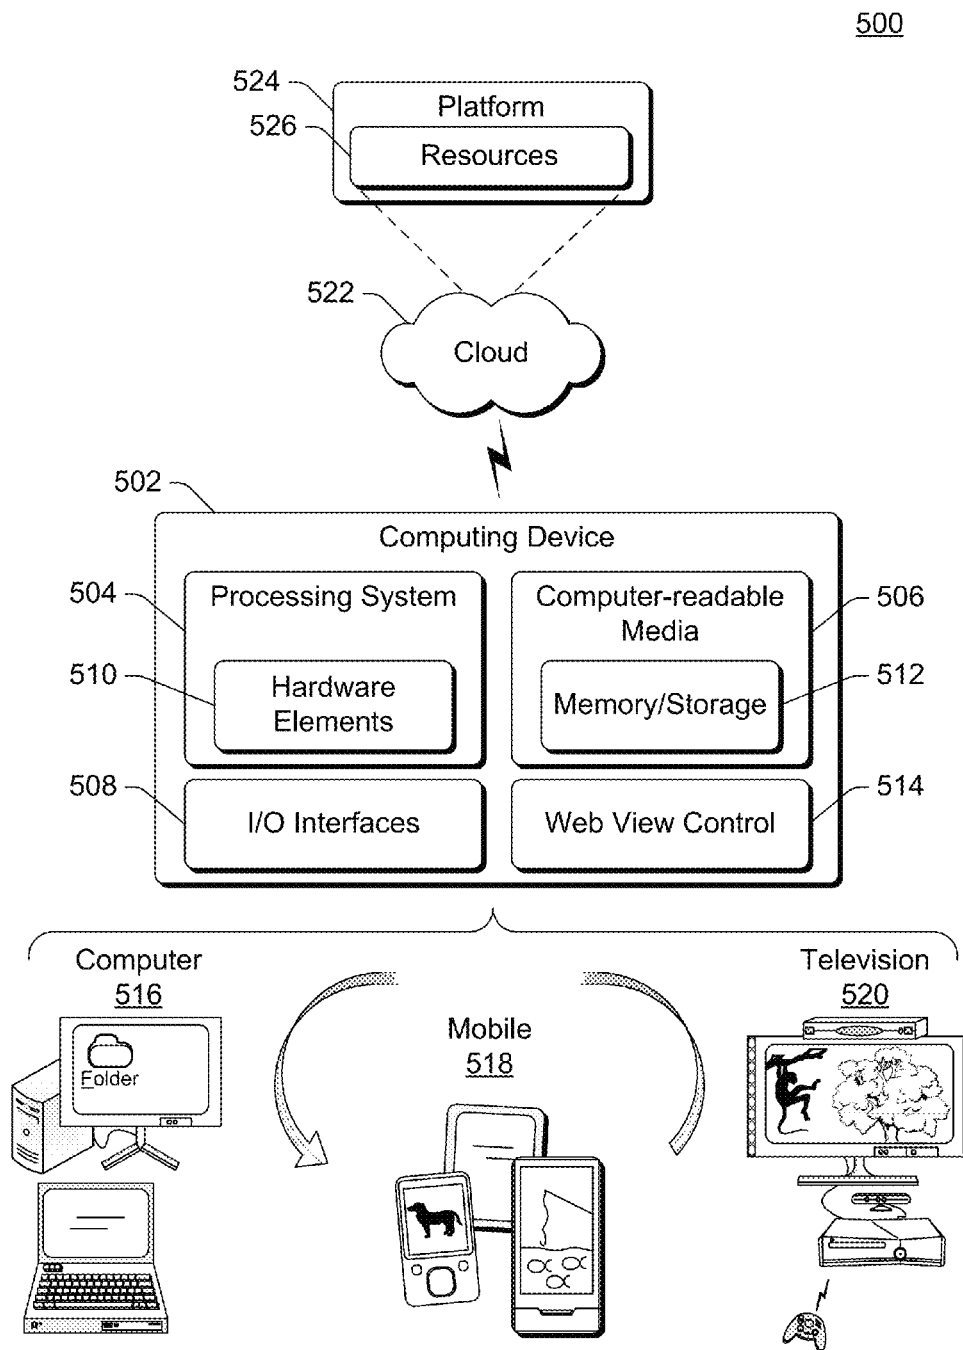 500
524
Platform
526
Resources
522
Cloud
502
Computing Device
504
Processing System
Computer-readable
Media
506
510
Hardware
Elements
Memory/Storage
512
508
I/O Interfaces
Web View Control
514
Computer
516
Television
520
Mobile
518
Folder